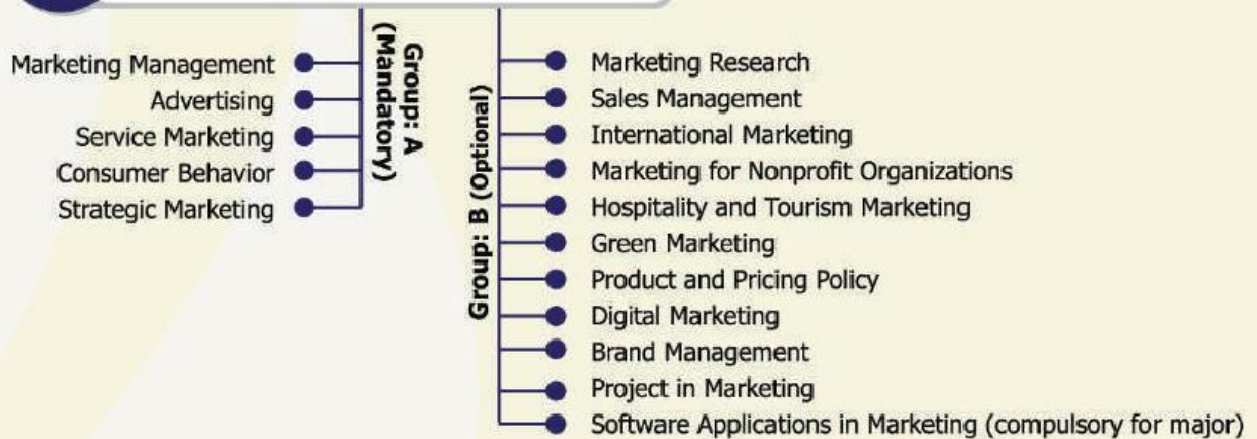 Group: A
(Mandatory)
Marketing Management
Advertising
Service Marketing
Consumer Behavior
Strategic Marketing
Group: B (Optional)
Marketing Research
Sales Management
International Marketing
Marketing for Nonprofit Organizations
Hospitality and Tourism Marketing
Green Marketing
Product and Pricing Policy
Digital Marketing
Brand Management
Project in Marketing
Software Applications in Marketing (compulsory for major)